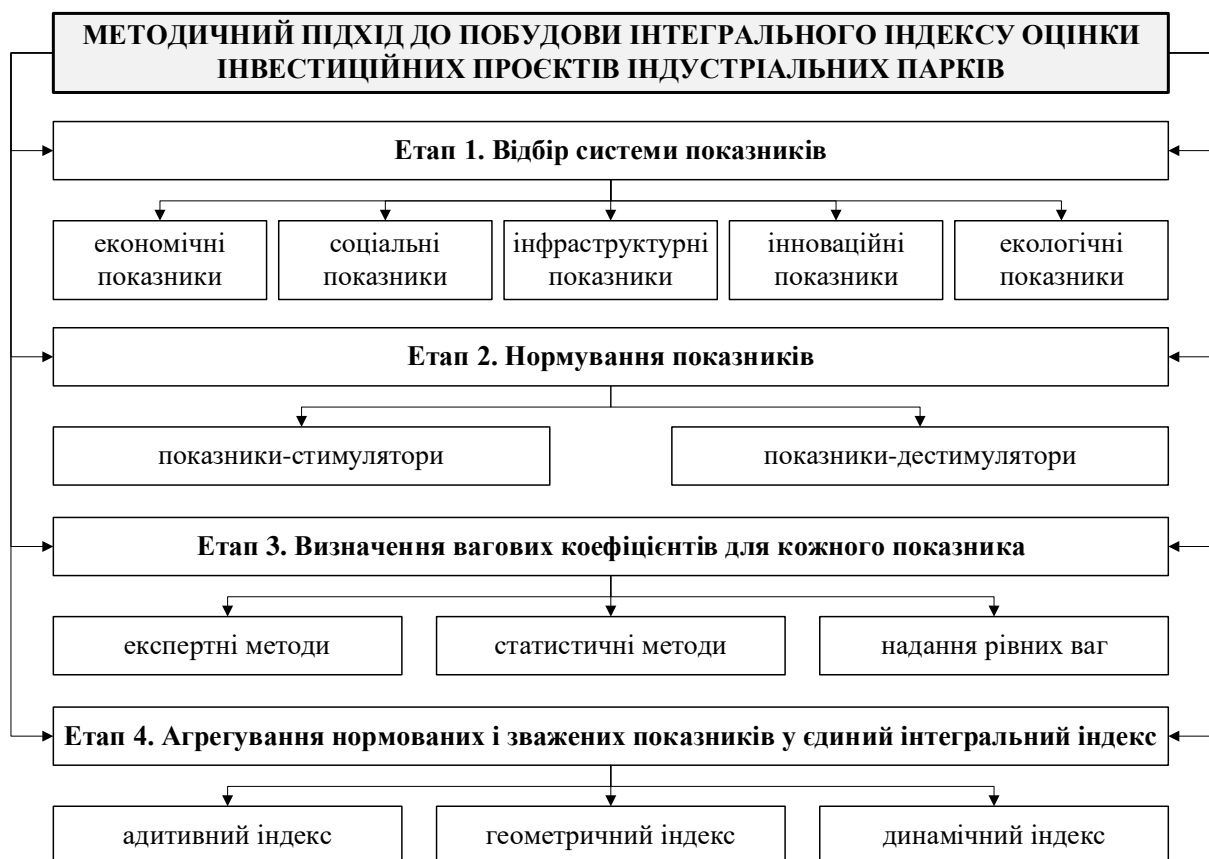 МЕТОДИЧНИЙ ПІДХІД ДО ПОБУДОВИ ІНТЕГРАЛЬНОГО ІНДЕКСУ ОЦІНКИ
ІНВЕСТИЦІЙНИХ ПРОЄКТІВ ІНДУСТРІАЛЬНИХ ПАРКІВ
Етап 1. Відбір системи показників
економічні
показники
соціальні
показники
інфраструктурні
показники
інноваційні
показники
екологічні
показники
Етап 2. Нормування показників
показники-стимулятори
показники-дестимулятори
Етап 3. Визначення вагових коефіцієнтів для кожного показника
експертні методи
статистичні методи
надання рівних ваг
Етап 4. Агрегування нормованих і зважених показників у єдиний інтегральний індекс
адитивний індекс
геометричний індекс
динамічний індекс